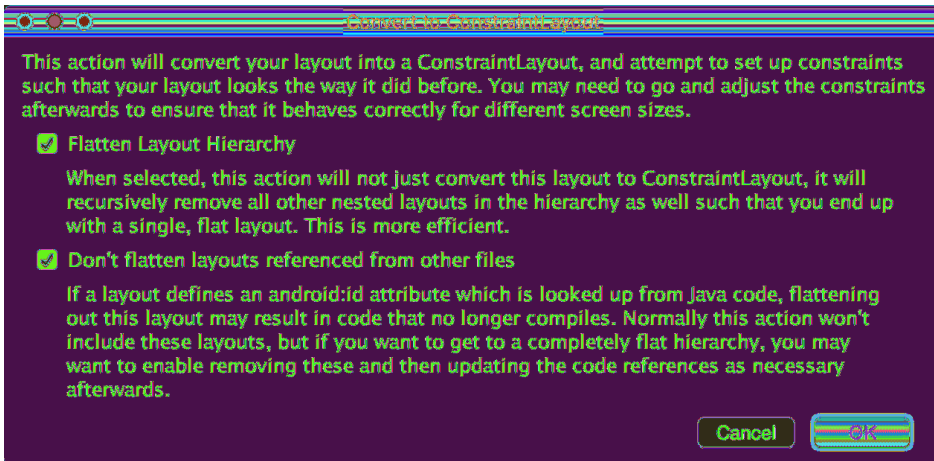 Convert to ConstraintLayout
This action will convert your layout into a ConstraintLayout, and attempt to set up constraints
such that your layout looks the way it did before. You may need to go and adjust the constraints
afterwards to ensure that it behaves correctly for different screen sizes.
Flatten Layout Hierarchy
When selected, this action will not just convert this layout to ConstraintLayout, it will
recursively remove all other nested layouts in the hierarchy as well such that you end up
with a single, flat layout. This is more efficient.
Don't flatten layouts referenced from other files
If a layout defines an android:id attribute which is looked up from Java code, flattening
out this layout may result in code that no longer compiles. Normally this action won't
include these layouts, but if you want to get to a completely flat hierarchy, you may
want to enable removing these and then updating the code references as necessary
afterwards.
Cancel OK